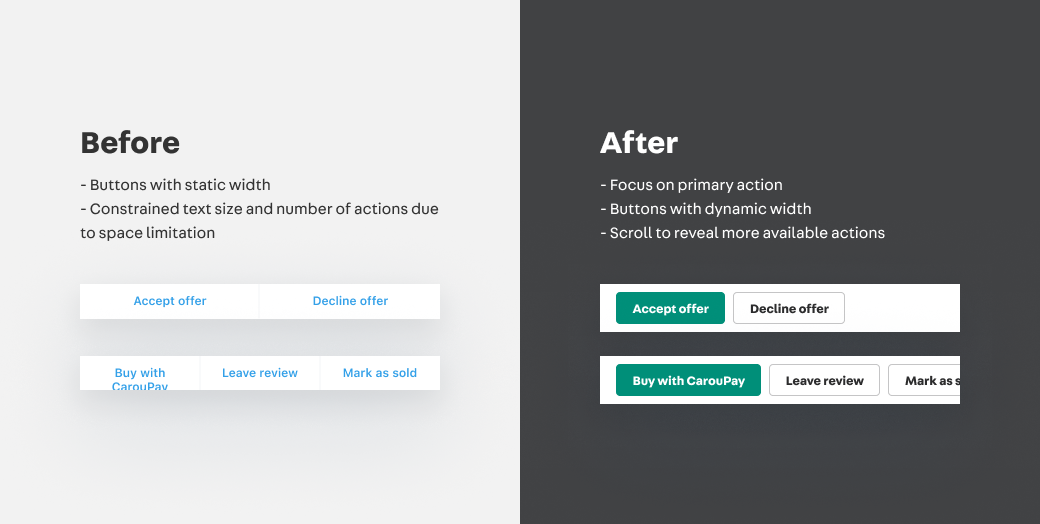 Before
- Buttons with static width
- Constrained text size and number of actions due
to space limitation
Accept offer
Decline offer
Buy with
CarouPay
Leave review
Mark as sold
After
- Focus on primary action
- Buttons with dynamic width
- Scroll to reveal more available actions
Accept offer
Decline offer
Buy with CarouPay
Leave review
Mark as s